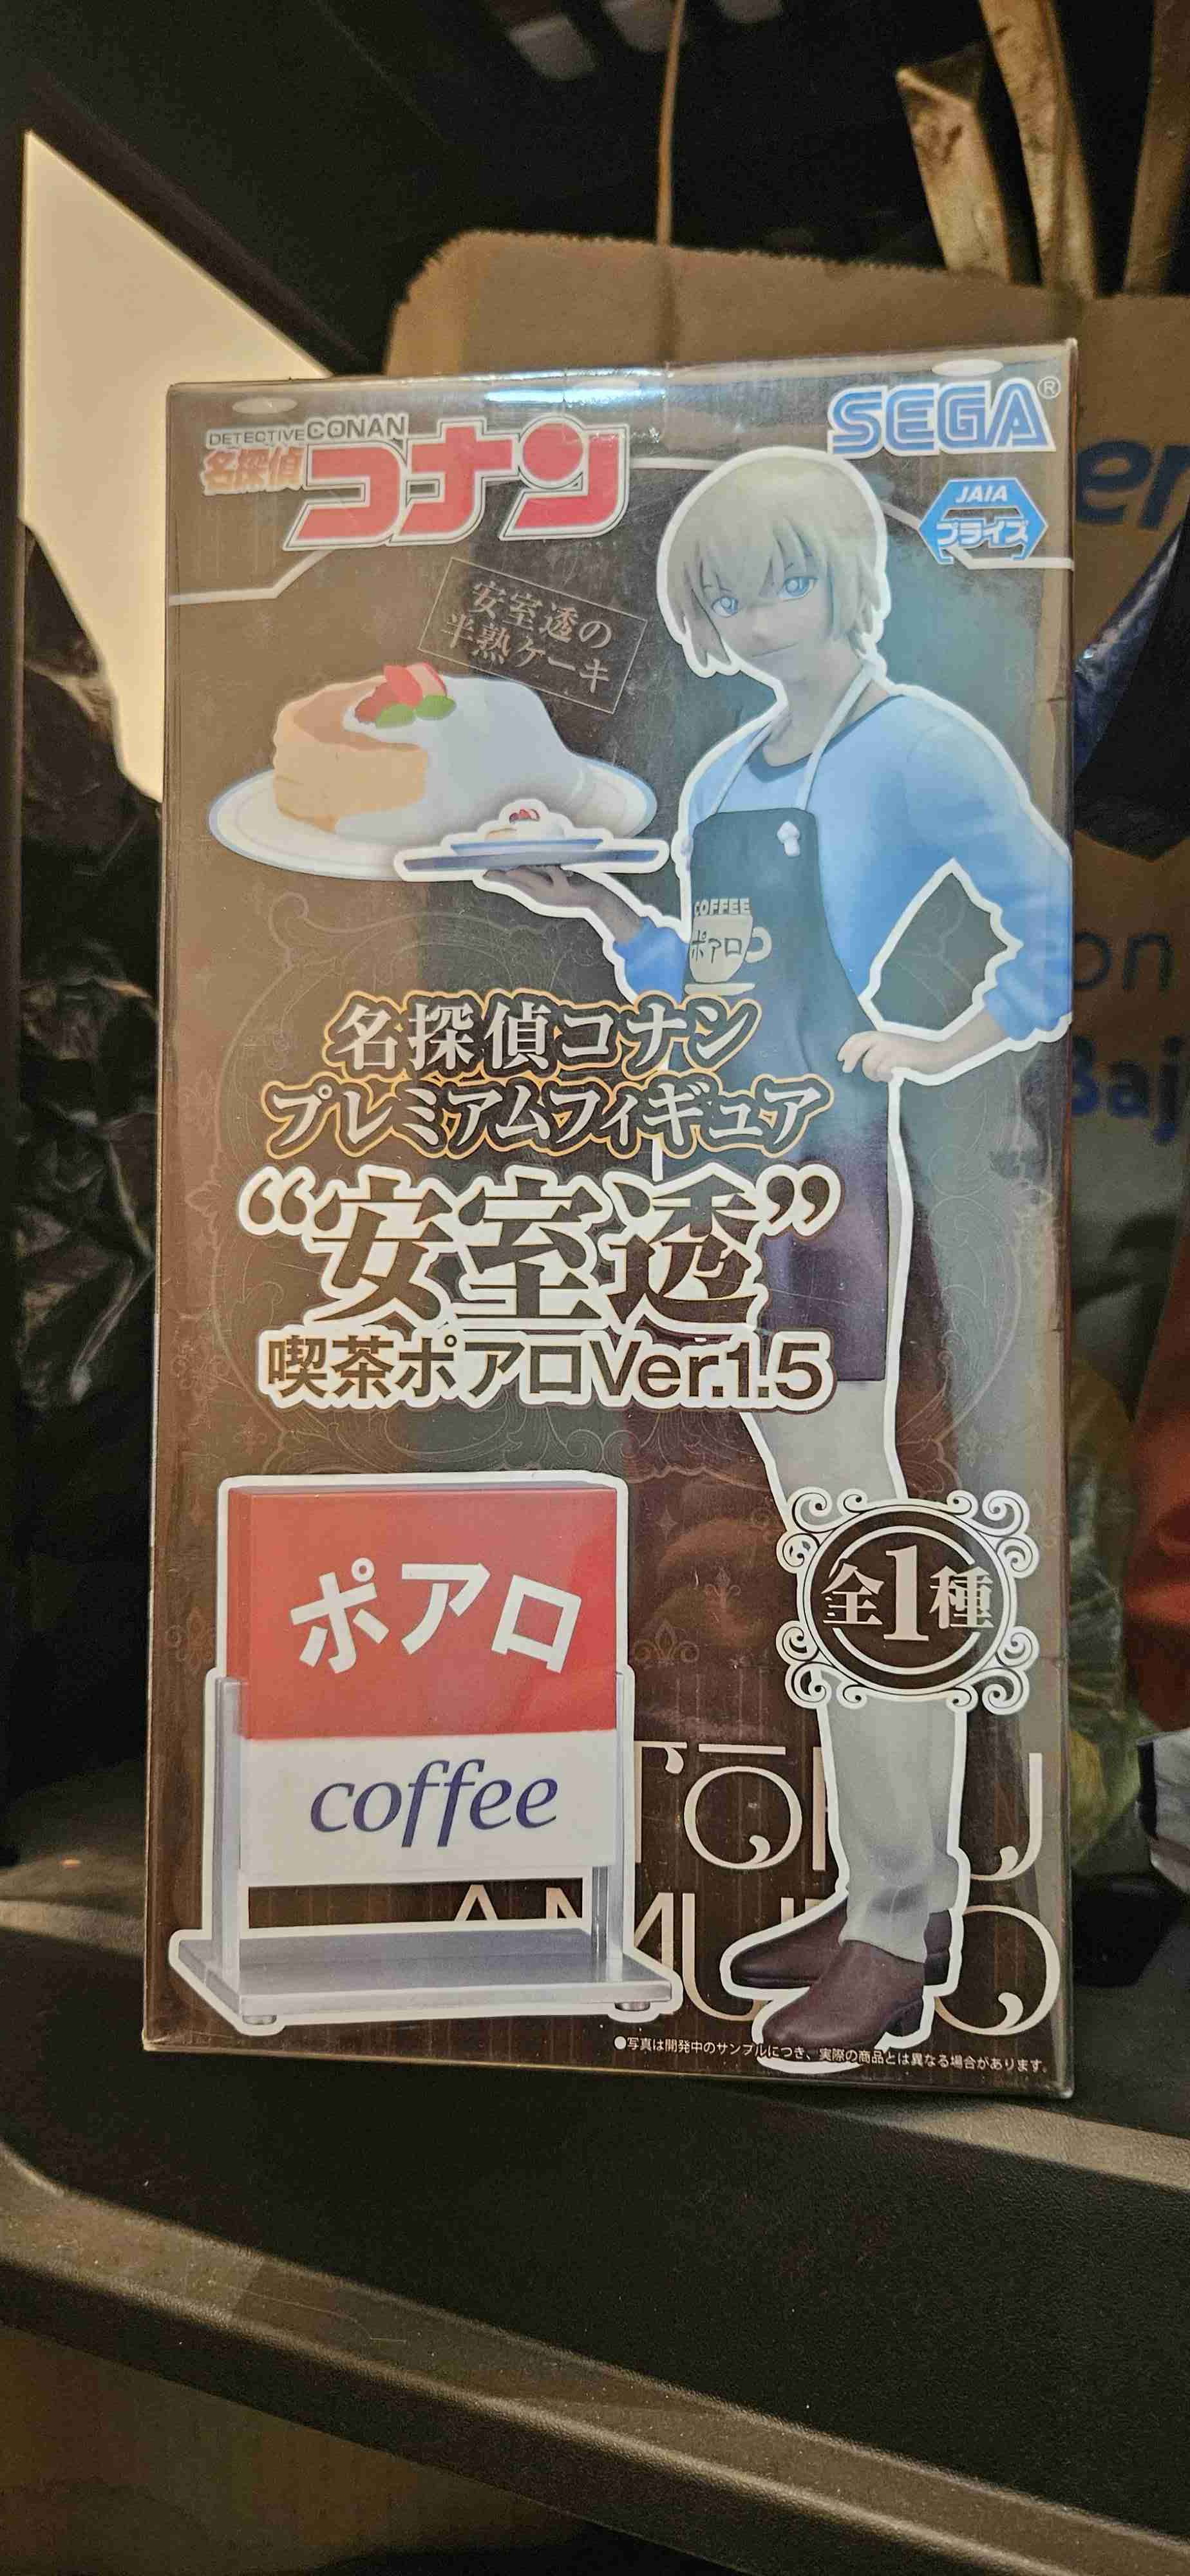 DETECTIVE CONAN
名探偵コナン
SEGA®
JAIA
プライズ
安室透の
半熟ケーキ
COFFEE
ポアロ
名探偵コナン
プレミアムフィギュア
“安室透”
喫茶ポアロVer.1.5
全1種
ポアロ
coffee
●写真は開発中のサンプルにつき、実際の商品とは異なる場合があります。
er
on
Baj